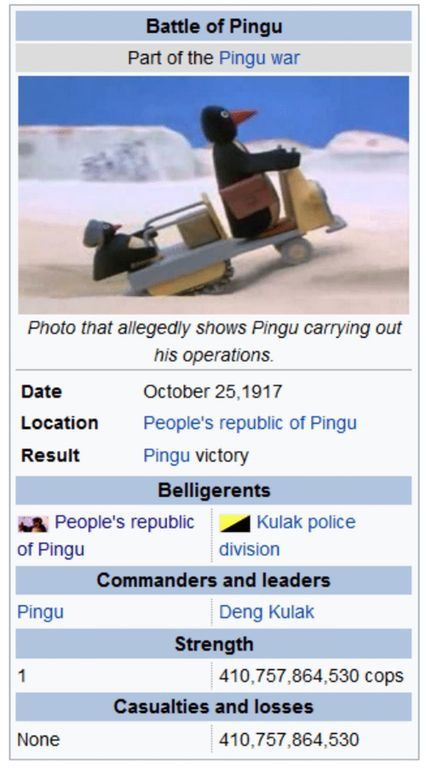 Battle of Pingu
Part of the Pingu war
Photo that allegedly shows Pingu carrying out
his operations.
Date October 25,1917
Location People's republic of Pingu
Result Pingu victory
Belligerents
People's republic
of Pingu
Kulak police
division
Commanders and leaders
Pingu Deng Kulak
Strength
1 410,757,864,530 cops
Casualties and losses
None 410,757,864,530